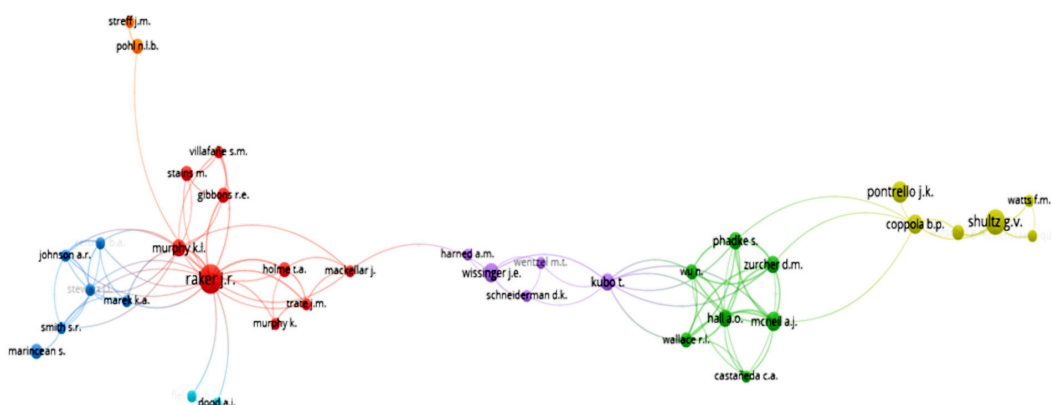 streff j.m.
pohl n.l.b.
villafane s.m.
stains m.
gibbons r.e.
murphy k.l.
johnson a.r.
raker j.r.
holme t.a.
mackellar j.
marek k.a.
trate j.m.
murphy k.
smith s.r.
marincean s.
dood a.j.
harned a.m.
wissinger j.e.
wentzel m.t.
schneiderman d.k.
kubo t.
phadke s.
wu n.
zurcher d.m.
hall a.o.
mcneil a.j.
wallace r.l.
castañeda c.a.
pontrello j.k.
coppola b.p.
shultz g.v.
watts f.m.